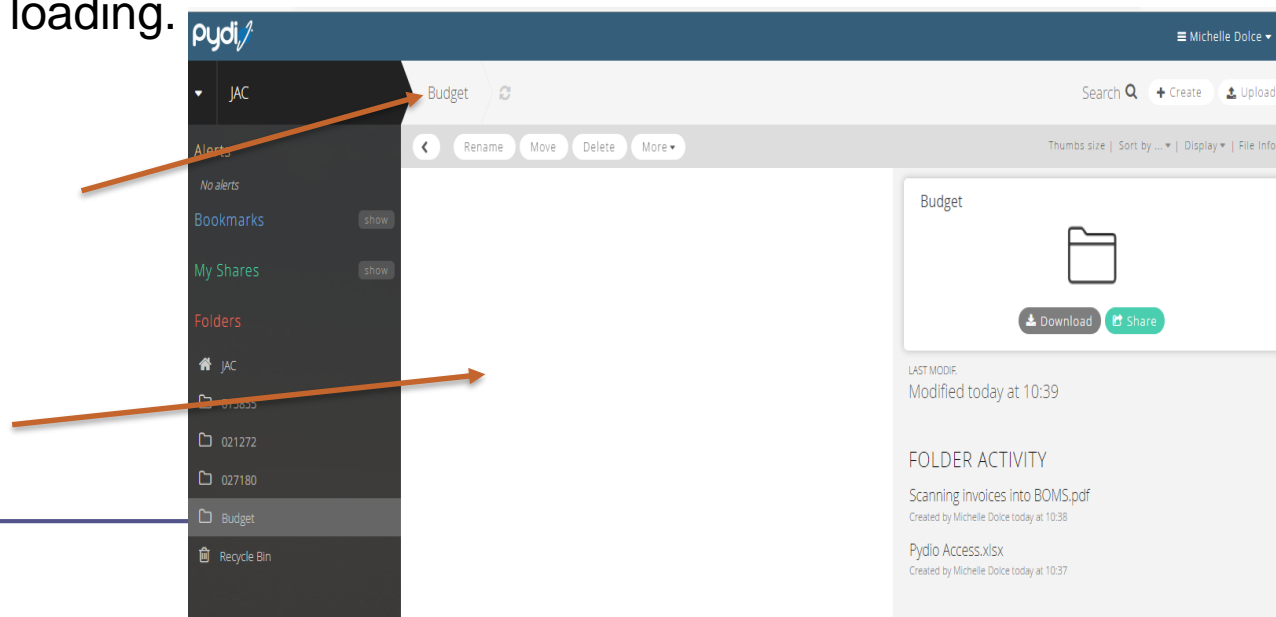 loading.
pydi
Michelle Dolce
JAC
Budget
Search
Create
Upload
Alerts
Rename
Move
Delete
More
Thumbs size | Sort by ... | Display | File Info
No alerts
Bookmarks
show
My Shares
show
Folders
JAC
021272
027180
Budget
Recycle Bin
Budget
Download
Share
LAST MODIF.
Modified today at 10:39
FOLDER ACTIVITY
Scanning invoices into BOMS.pdf
Created by Michelle Dolce today at 10:38
Pydio Access.xlsx
Created by Michelle Dolce today at 10:37